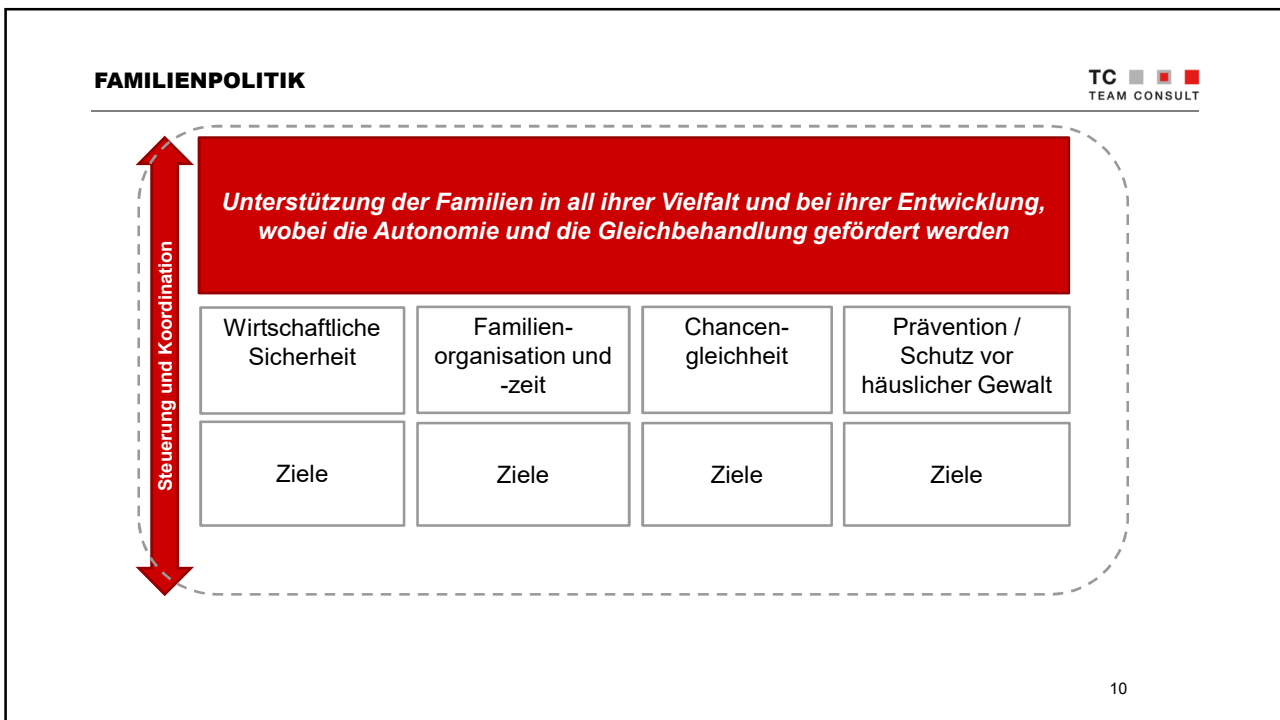 FAMILIENPOLITIK
TC
TEAM CONSULT
Steuerung und Koordination
Unterstützung der Familien in all ihrer Vielfalt und bei ihrer Entwicklung,
wobei die Autonomie und die Gleichbehandlung gefördert werden
Wirtschaftliche
Sicherheit
Familien-
organisation und
-zeit
Chancen-
gleichheit
Prävention /
Schutz vor
häuslicher Gewalt
Ziele
Ziele
Ziele
Ziele
10